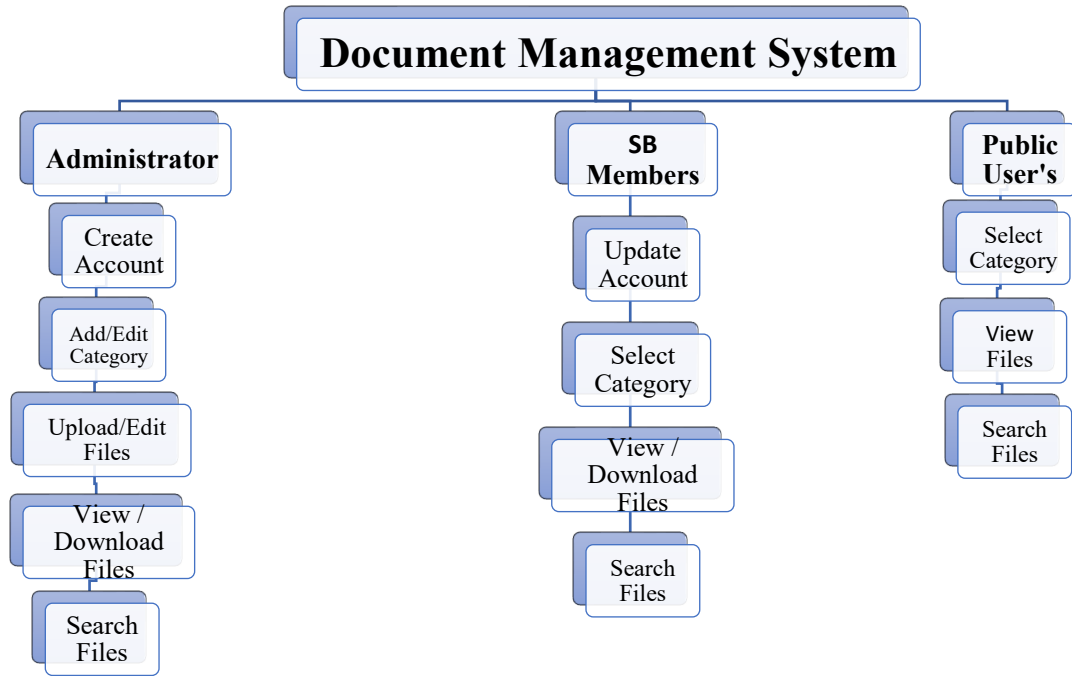 Document Management System
Administrator
Create
Account
Add/Edit
Category
Upload/Edit
Files
View /
Download
Files
Search
Files
SB
Members
Update
Account
Select
Category
View /
Download
Files
Search
Files
Public
User's
Select
Category
View
Files
Search
Files